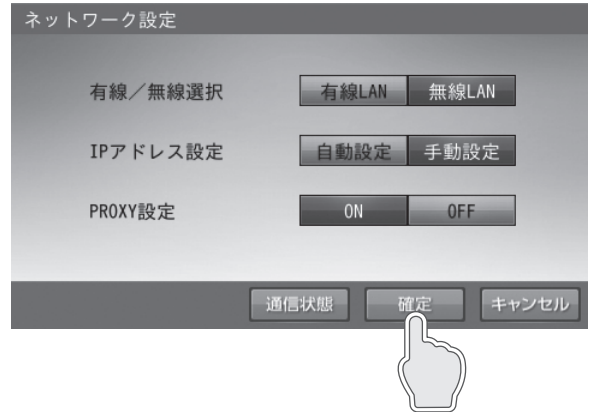 ネットワーク設定
有線／無線選択 有線LAN 無線LAN
IPアドレス設定 自動設定 手動設定
PROXY設定 ON OFF
通信状態 確定 キャンセル